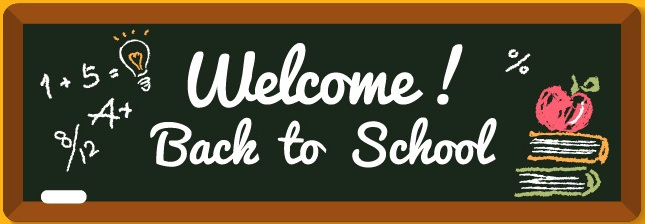 Welcome!
Back to School
1 + 5 =
A+
8/12
%